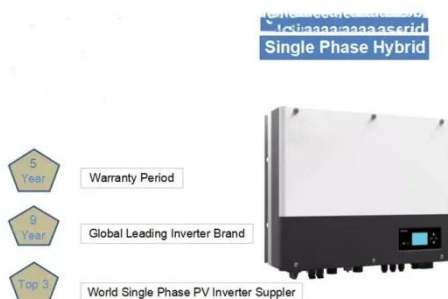 Single Phase Hybrid
5
Year
Warranty Period
9
Year
Global Leading Inverter Brand
Top 3
World Single Phase PV Inverter Suppler